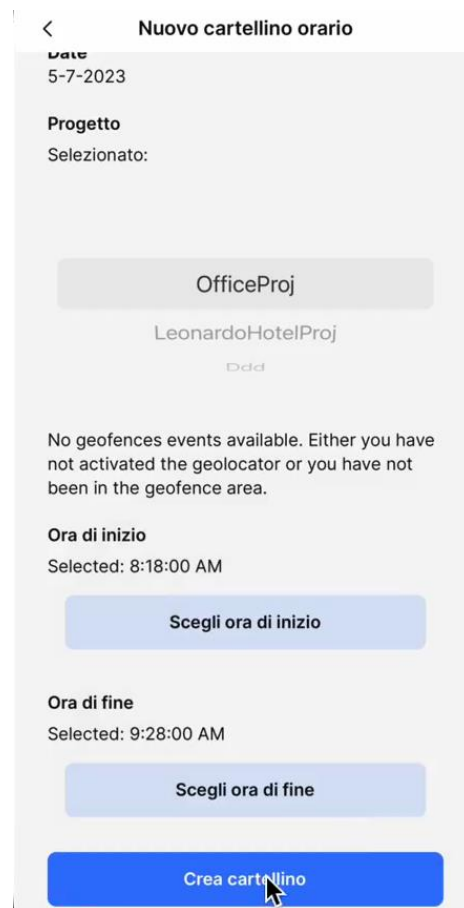 Nuovo cartellino orario
Date
5-7-2023
Progetto
Selezionato:
OfficeProj
LeonardoHotelProj
Ddd
No geofences events available. Either you have
not activated the geolocator or you have not
been in the geofence area.
Ora di inizio
Selected: 8:18:00 AM
Scegli ora di inizio
Ora di fine
Selected: 9:28:00 AM
Scegli ora di fine
Crea cartellino